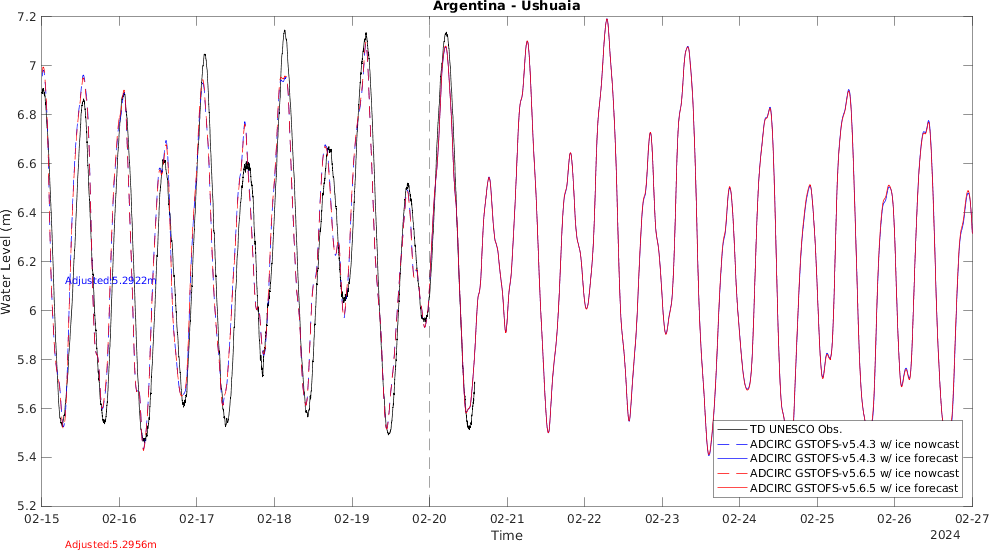 Argentina - Ushuaia
7.2
7
6.8
6.6
6.4
6.2
6
5.8
5.6
5.4
5.2
Water Level (m)
Adjusted:5.2922m
TD UNESCO Obs.
ADCIRC GSTOFS-v5.4.3 w/ ice nowcast
ADCIRC GSTOFS-v5.4.3 w/ ice forecast
ADCIRC GSTOFS-v5.6.5 w/ ice nowcast
ADCIRC GSTOFS-v5.6.5 w/ ice forecast
02-15 02-16 02-17 02-18 02-19 02-20 02-21 02-22 02-23 02-24 02-25 02-26 02-27
Time
2024
Adjusted:5.2956m